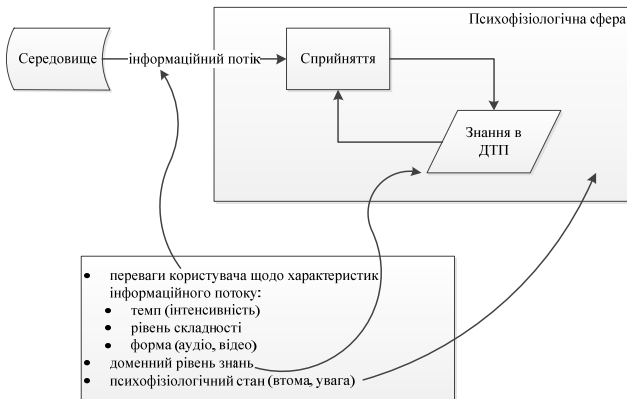 Психофізіологічна сфера
Середовище
інформаційний потік
Сприйняття
Знання в
ДТП
переваги користувача щодо характеристик
інформаційного потоку:
темп (інтенсивність)
рівень складності
форма (аудіо, відео)
доменний рівень знань
психофізіологічний стан (втома, увага)